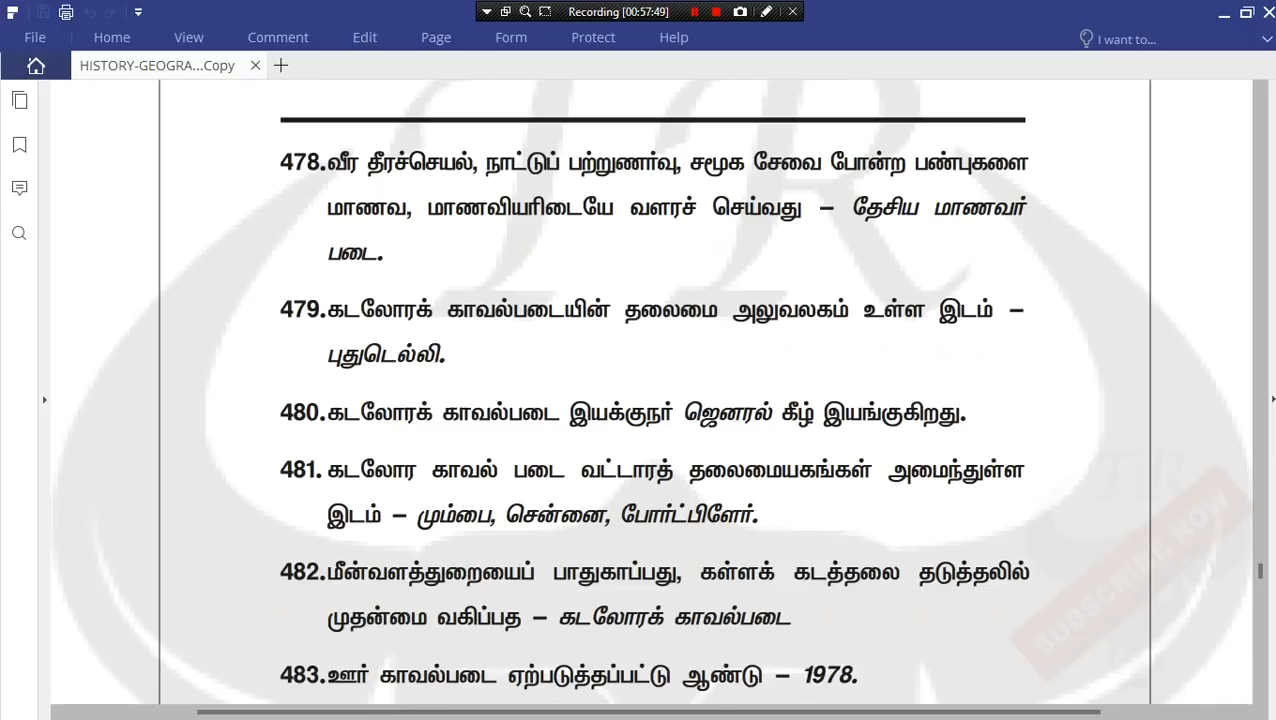 Recording [00:57:49]
File Home View Comment Edit Page Form Protect Help I want to...
HISTORY-GEOGRA...Copy
478.வீர தீரச்செயல், நாட்டுப் பற்றுணர்வு, சமூக சேவை போன்ற பண்புகளை
மாணவ, மாணவியரிடையே வளரச் செய்வது – தேசிய மாணவர்
படை.
479.கடலோரக் காவல்படையின் தலைமை அலுவலகம் உள்ள இடம் –
புதுடெல்லி.
480.கடலோரக் காவல்படை இயக்குநர் ஜெனரல் கீழ் இயங்குகிறது.
481. கடலோர காவல் படை வட்டாரத் தலைமையகங்கள் அமைந்துள்ள
இடம் – மும்பை, சென்னை, போர்ட்பிளேர்.
482.மீன்வளத்துறையைப் பாதுகாப்பது, கள்ளக் கடத்தலை தடுத்தலில்
முதன்மை வகிப்பத – கடலோரக் காவல்படை
483.ஊர் காவல்படை ஏற்படுத்தப்பட்டு ஆண்டு – 1978.
TR
SUBSCRIBE NOW